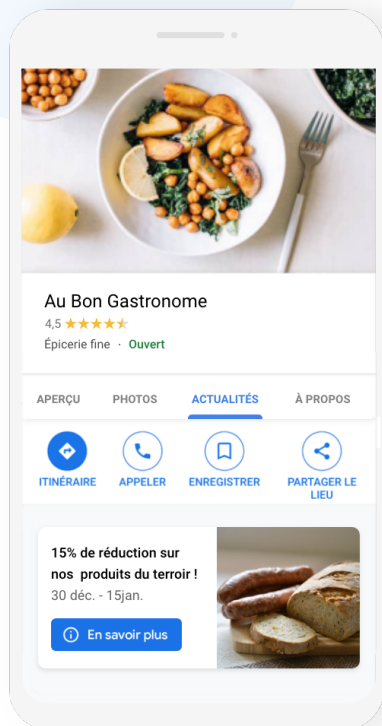 Au Bon Gastronome
4,5
Épicerie fine · Ouvert
APERÇU PHOTOS ACTUALITÉS À PROPOS
ITINÉRAIRE APPELER ENREGISTRER PARTAGER LE
LIEU
15% de réduction sur
nos produits du terroir !
30 déc. - 15jan.
En savoir plus